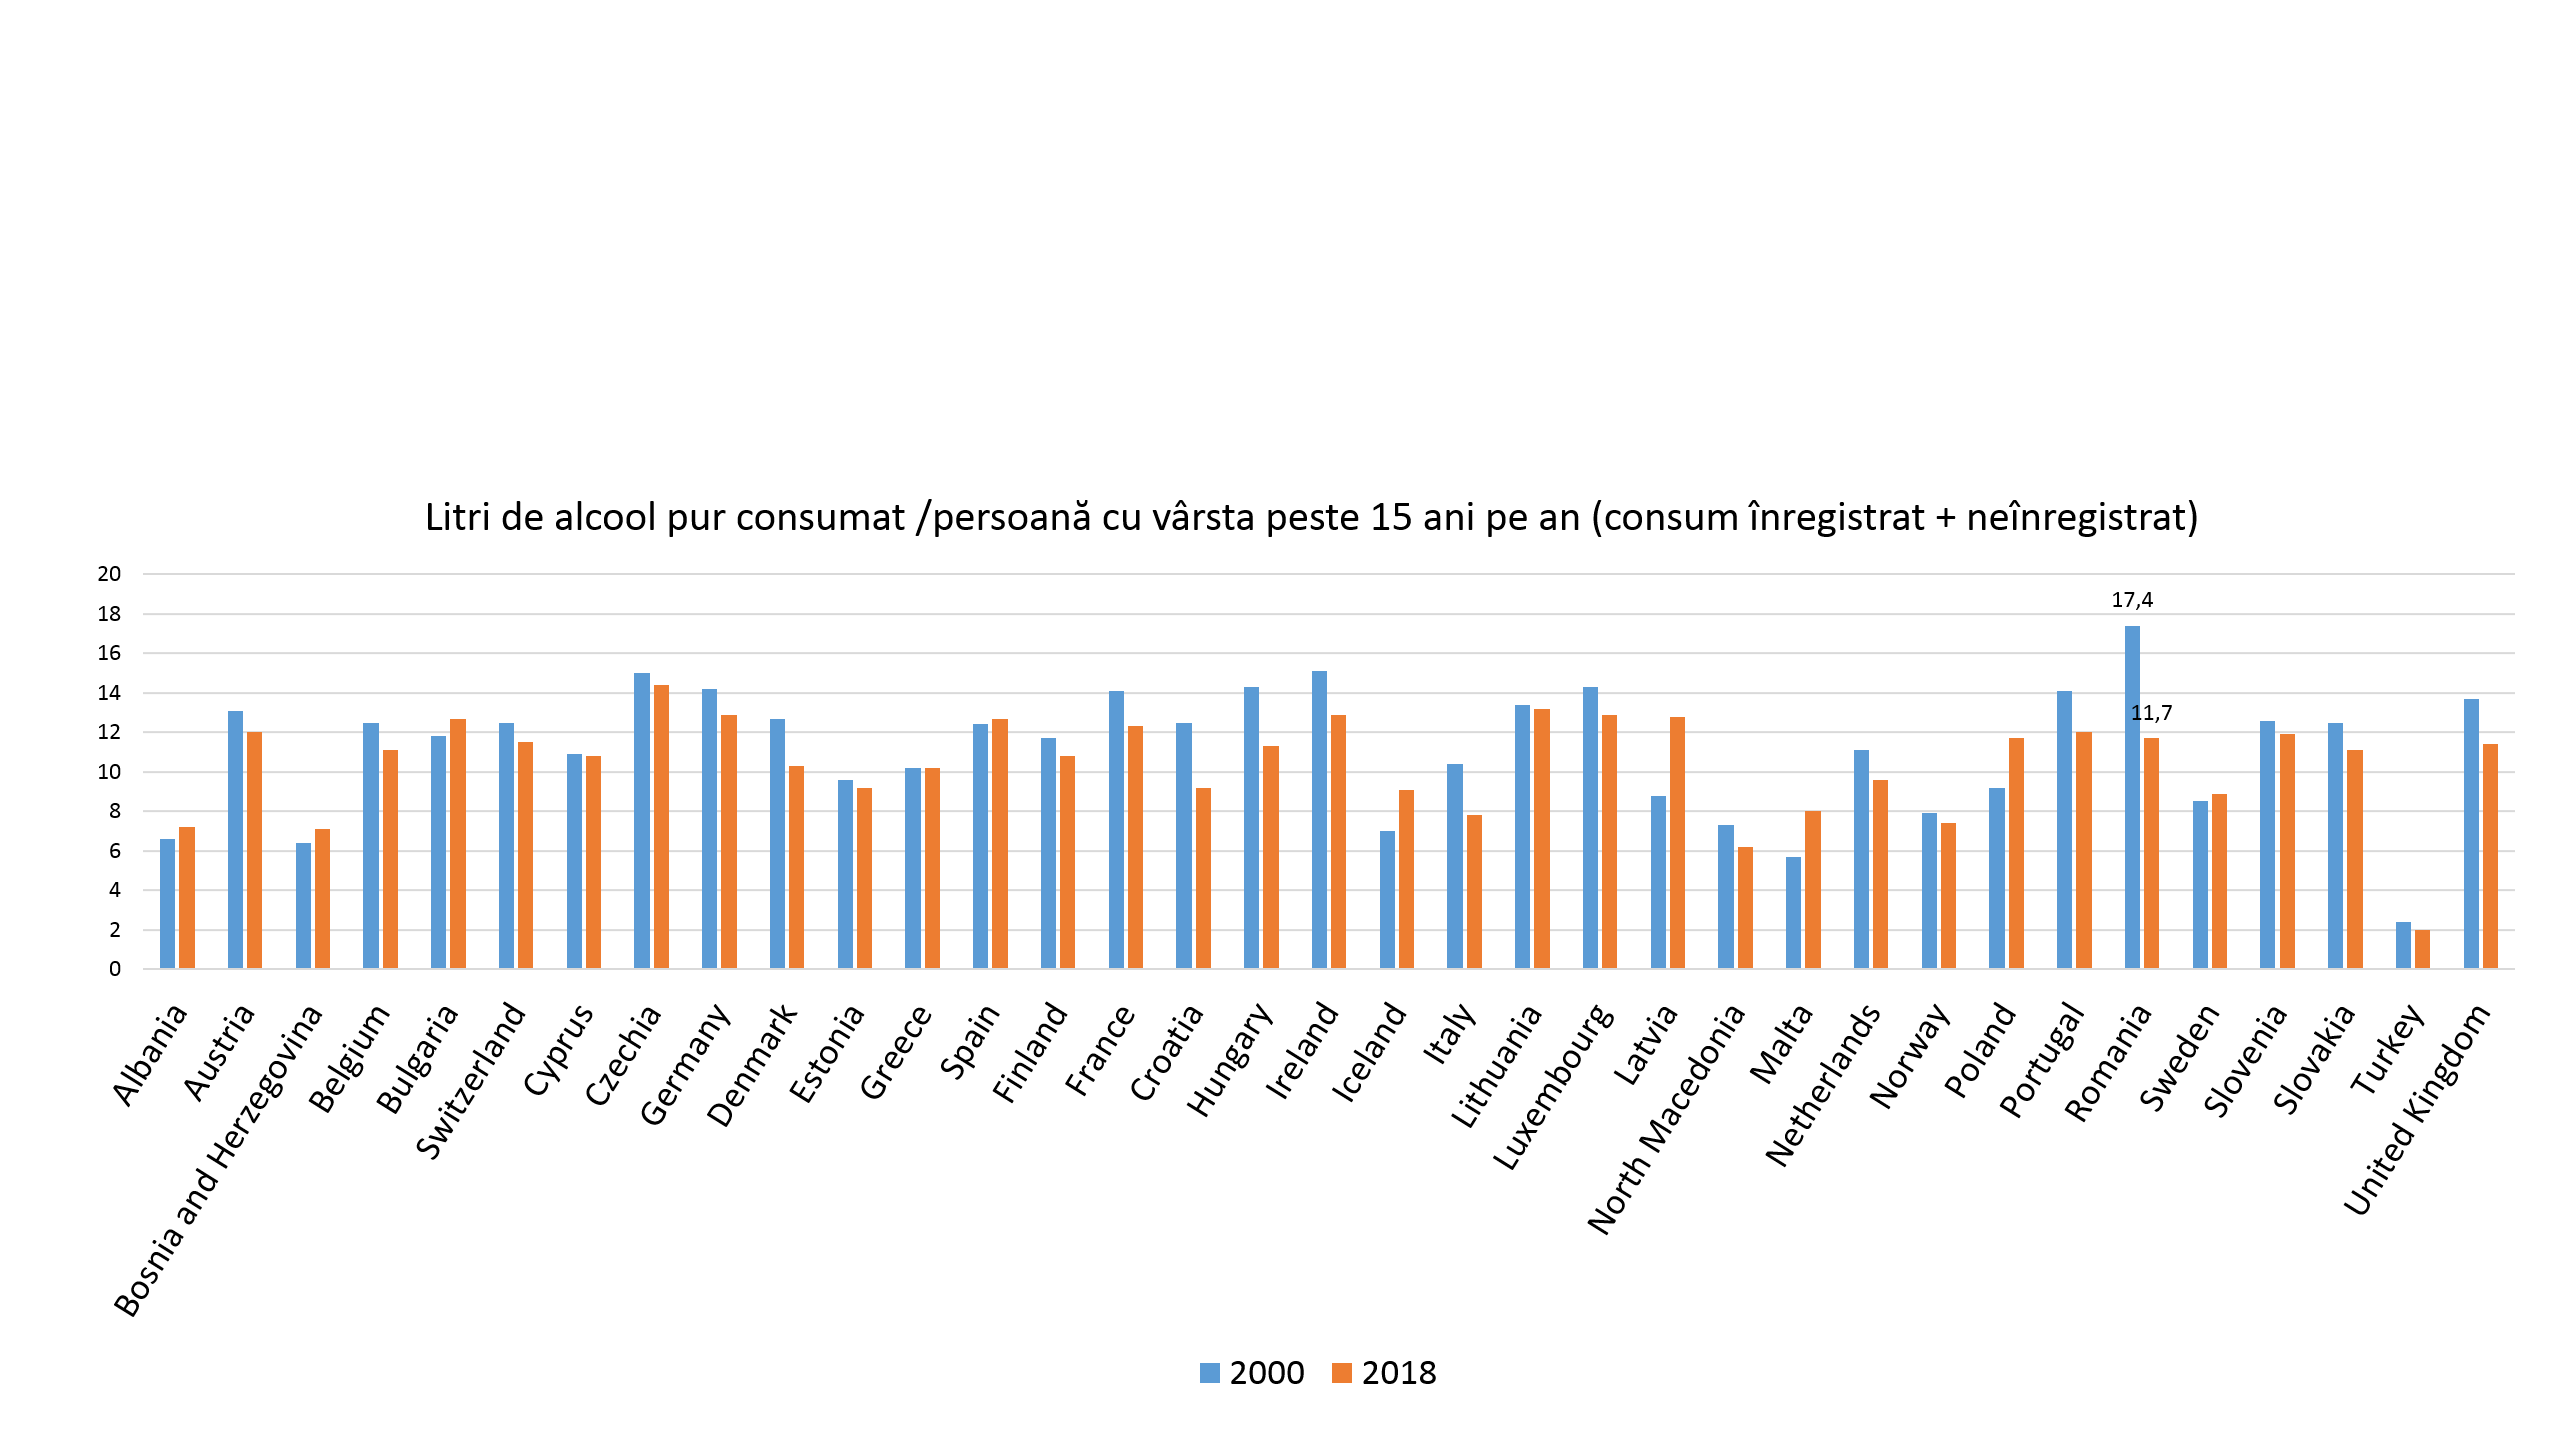 Litri de alcool pur consumat /persoană cu vârsta peste 15 ani pe an (consum înregistrat + neînregistrat)
20
18
16
14
12
10
8
6
4
2
0
17,4
11,7
Albania
Austria
Bosnia and Herzegovina
Belgium
Bulgaria
Switzerland
Cyprus
Czechia
Germany
Denmark
Estonia
Greece
Spain
Finland
France
Croatia
Hungary
Ireland
Iceland
Italy
Lithuania
Luxembourg
Latvia
North Macedonia
Malta
Netherlands
Norway
Poland
Portugal
Romania
Sweden
Slovenia
Slovakia
Turkey
United Kingdom
2000 2018